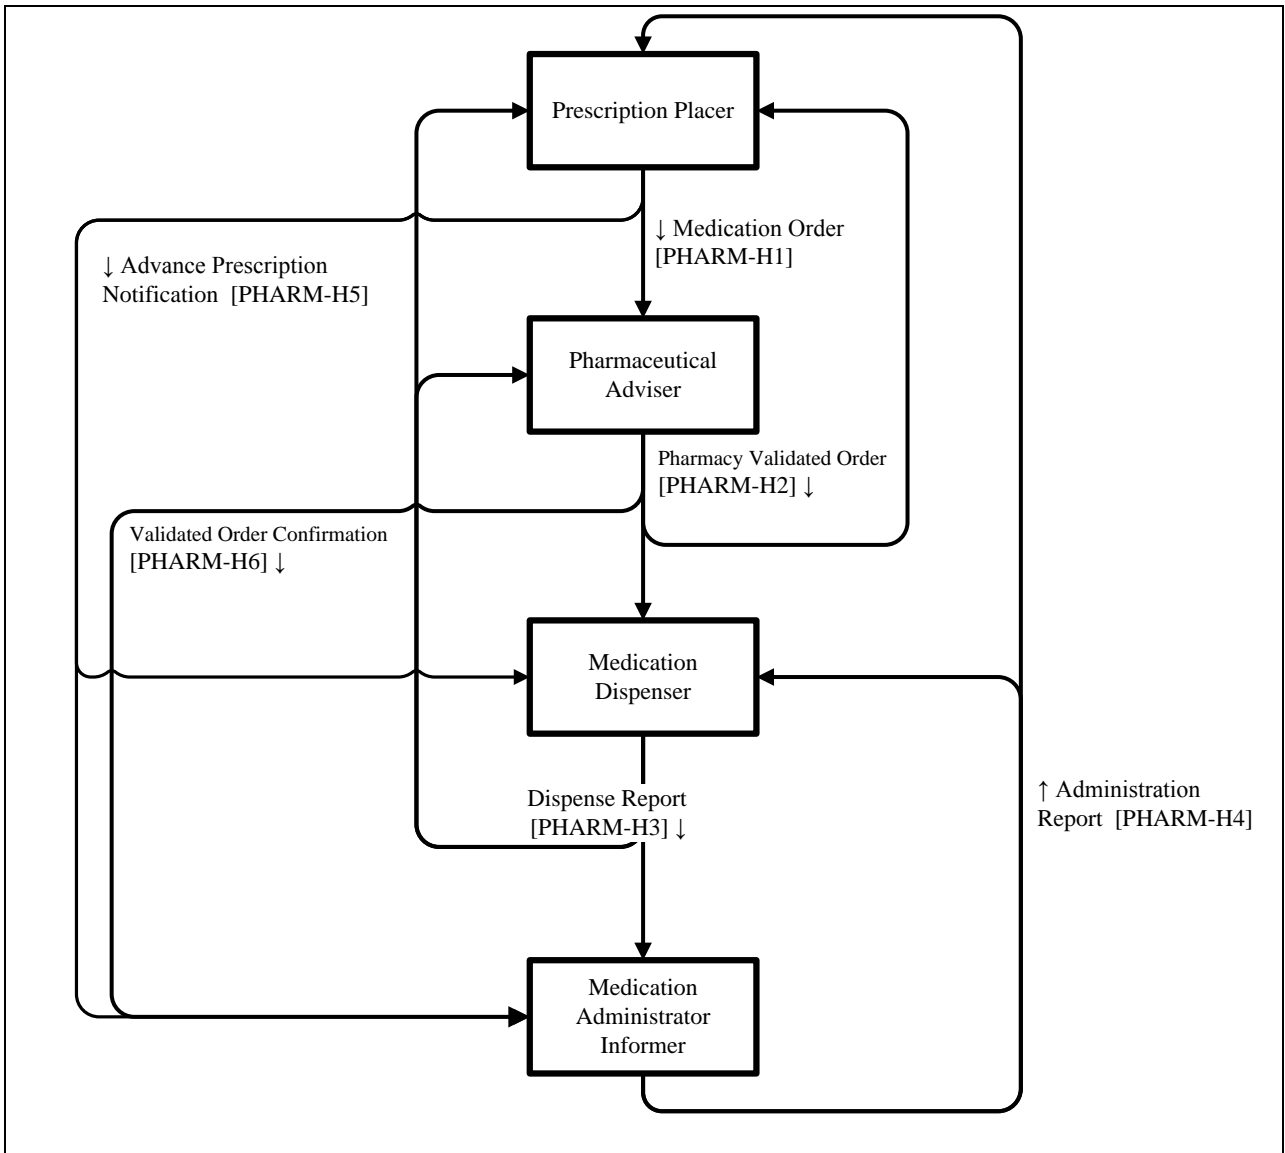 Prescription Placer
↓ Medication Order
[PHARM-H1]
↓ Advance Prescription
Notification [PHARM-H5]
Pharmaceutical
Adviser
Pharmacy Validated Order
[PHARM-H2] ↓
Validated Order Confirmation
[PHARM-H6] ↓
Medication
Dispenser
Dispense Report
[PHARM-H3] ↓
↑ Administration
Report [PHARM-H4]
Medication
Administrator
Informer